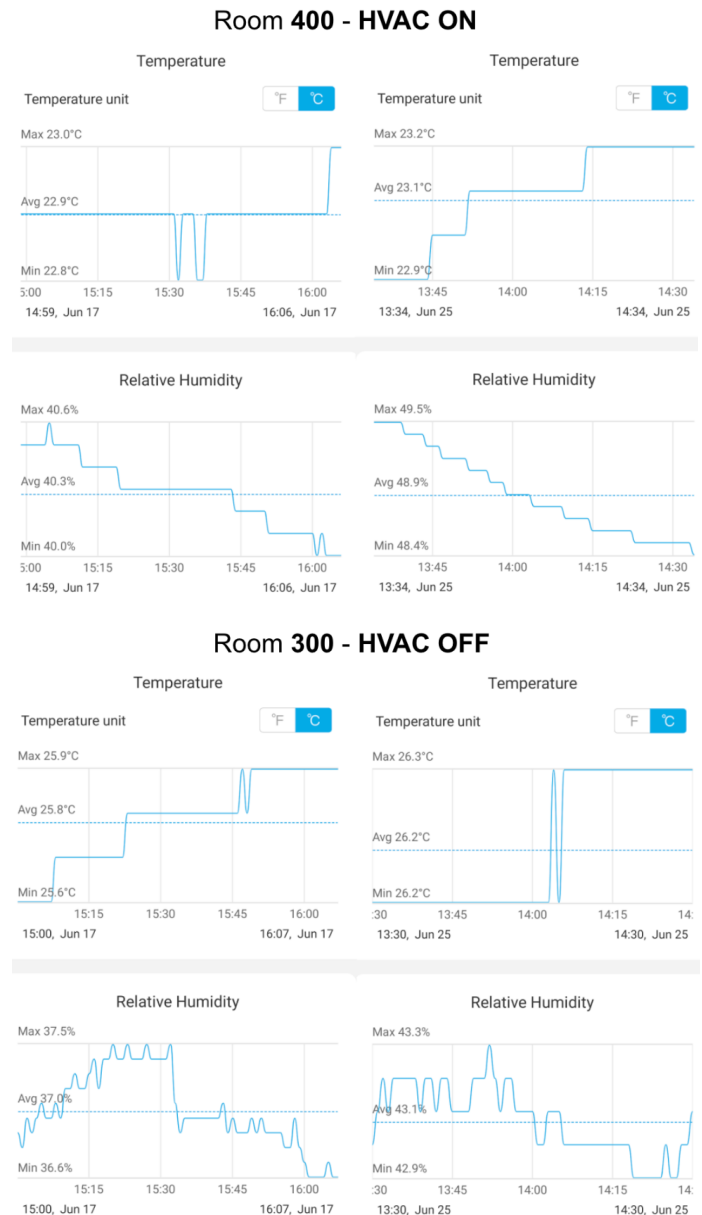 Room 400 - HVAC ON
Temperature
Temperature unit °F °C
Max 23.0°C
Avg 22.9°C
Min 22.8°C
5:00 15:15 15:30 15:45 16:00
14:59, Jun 17 16:06, Jun 17
Temperature
Temperature unit °F °C
Max 23.2°C
Avg 23.1°C
Min 22.9°C
13:45 14:00 14:15 14:30
13:34, Jun 25 14:34, Jun 25
Relative Humidity
Max 40.6%
Avg 40.3%
Min 40.0%
5:00 15:15 15:30 15:45 16:00
14:59, Jun 17 16:06, Jun 17
Relative Humidity
Max 49.5%
Avg 48.9%
Min 48.4%
13:45 14:00 14:15 14:30
13:34, Jun 25 14:34, Jun 25
Room 300 - HVAC OFF
Temperature
Temperature unit °F °C
Max 25.9°C
Avg 25.8°C
Min 25.6°C
15:15 15:30 15:45 16:00
15:00, Jun 17 16:07, Jun 17
Temperature
Temperature unit °F °C
Max 26.3°C
Avg 26.2°C
Min 26.2°C
:30 13:45 14:00 14:15 14:
13:30, Jun 25 14:30, Jun 25
Relative Humidity
Max 37.5%
Avg 37.0%
Min 36.6%
15:15 15:30 15:45 16:00
15:00, Jun 17 16:07, Jun 17
Relative Humidity
Max 43.3%
Avg 43.1%
Min 42.9%
:30 13:45 14:00 14:15 14:
13:30, Jun 25 14:30, Jun 25